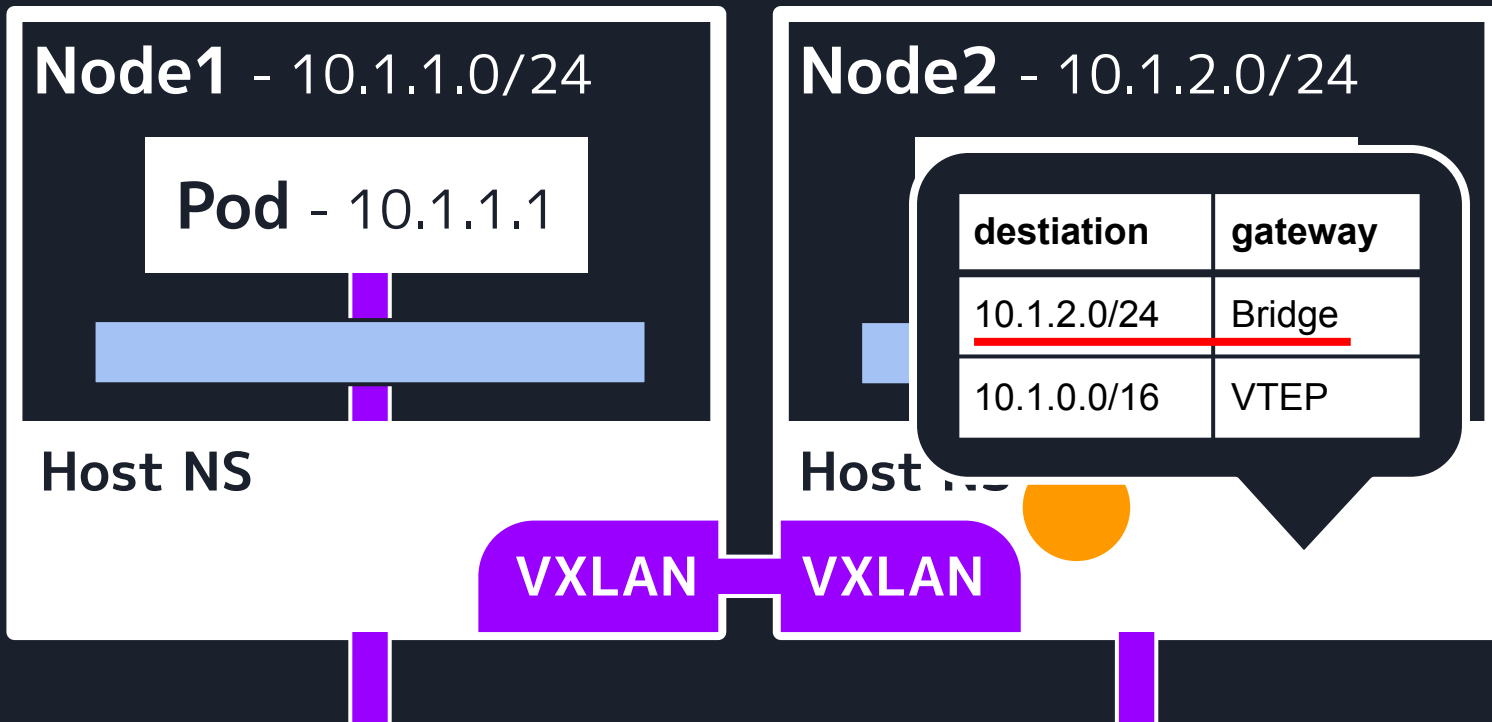 Node1 - 10.1.1.0/24
Pod - 10.1.1.1
Host NS
VXLAN
Node2 - 10.1.2.0/24
destiation gateway
10.1.2.0/24 Bridge
10.1.0.0/16 VTEP
Host NS
VXLAN